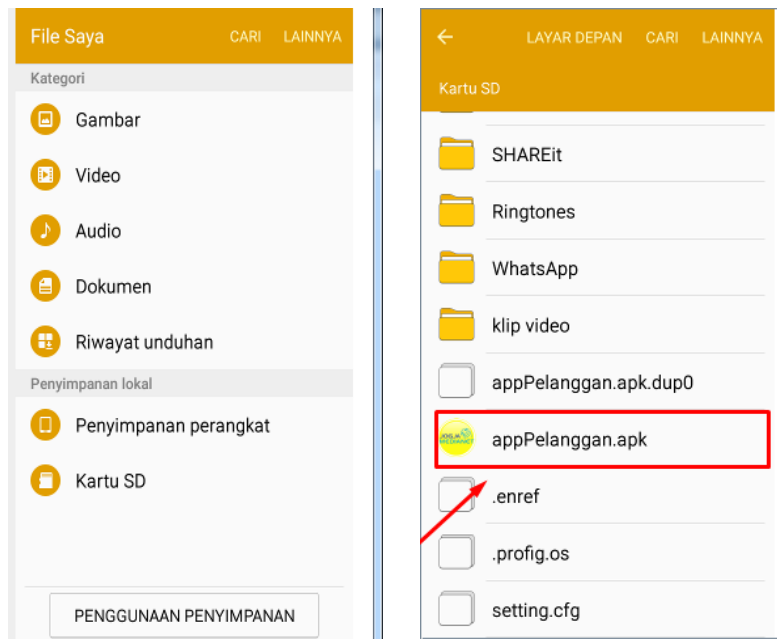 File Saya CARI LAINNYA
Kategori
Gambar
Video
Audio
Dokumen
Riwayat unduhan
Penyimpanan lokal
Penyimpanan perangkat
Kartu SD
PENGGUNAAN PENYIMPANAN
LAYAR DEPAN CARI LAINNYA
Kartu SD
SHAREit
Ringtones
WhatsApp
klip video
appPelanggan.apk.dup0
appPelanggan.apk
.enref
.profig.os
setting.cfg